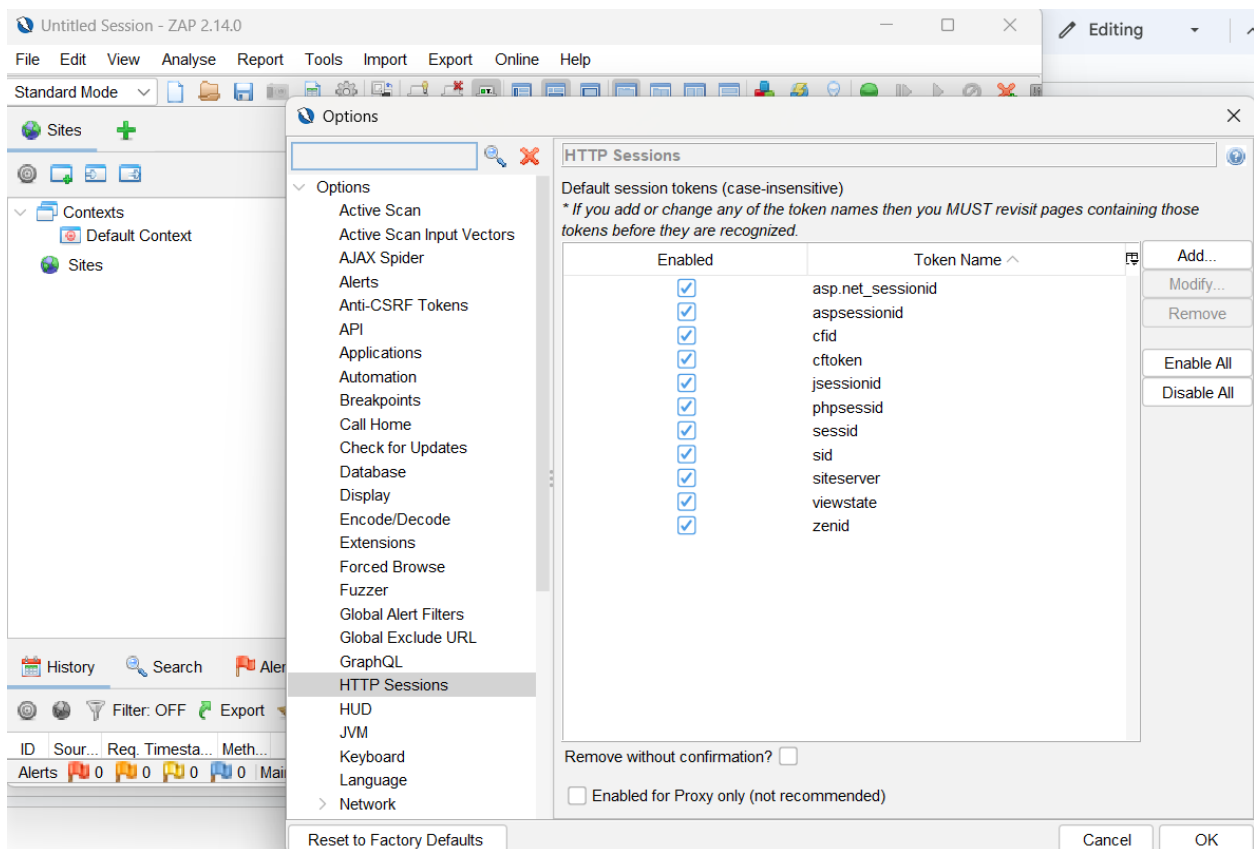 Untitled Session - ZAP 2.14.0
Editing
File Edit View Analyse Report Tools Import Export Online Help
Standard Mode
Sites
Contexts
Default Context
Sites
History Search Aler
Filter: OFF Export
ID Sour... Req. Timesta... Meth...
Alerts 0 0 0 0 Mai
Options
Options
Active Scan
Active Scan Input Vectors
AJAX Spider
Alerts
Anti-CSRF Tokens
API
Applications
Automation
Breakpoints
Call Home
Check for Updates
Database
Display
Encode/Decode
Extensions
Forced Browse
Fuzzer
Global Alert Filters
Global Exclude URL
GraphQL
HTTP Sessions
HUD
JVM
Keyboard
Language
Network
HTTP Sessions
Default session tokens (case-insensitive)
* If you add or change any of the token names then you MUST revisit pages containing those
tokens before they are recognized.
Enabled Token Name
asp.net_sessionid
aspsessionid
cfid
cftoken
jsessionid
phpsessid
sessid
sid
siteserver
viewstate
zenid
Add...
Modify...
Remove
Enable All
Disable All
Remove without confirmation?
Enabled for Proxy only (not recommended)
Reset to Factory Defaults Cancel OK